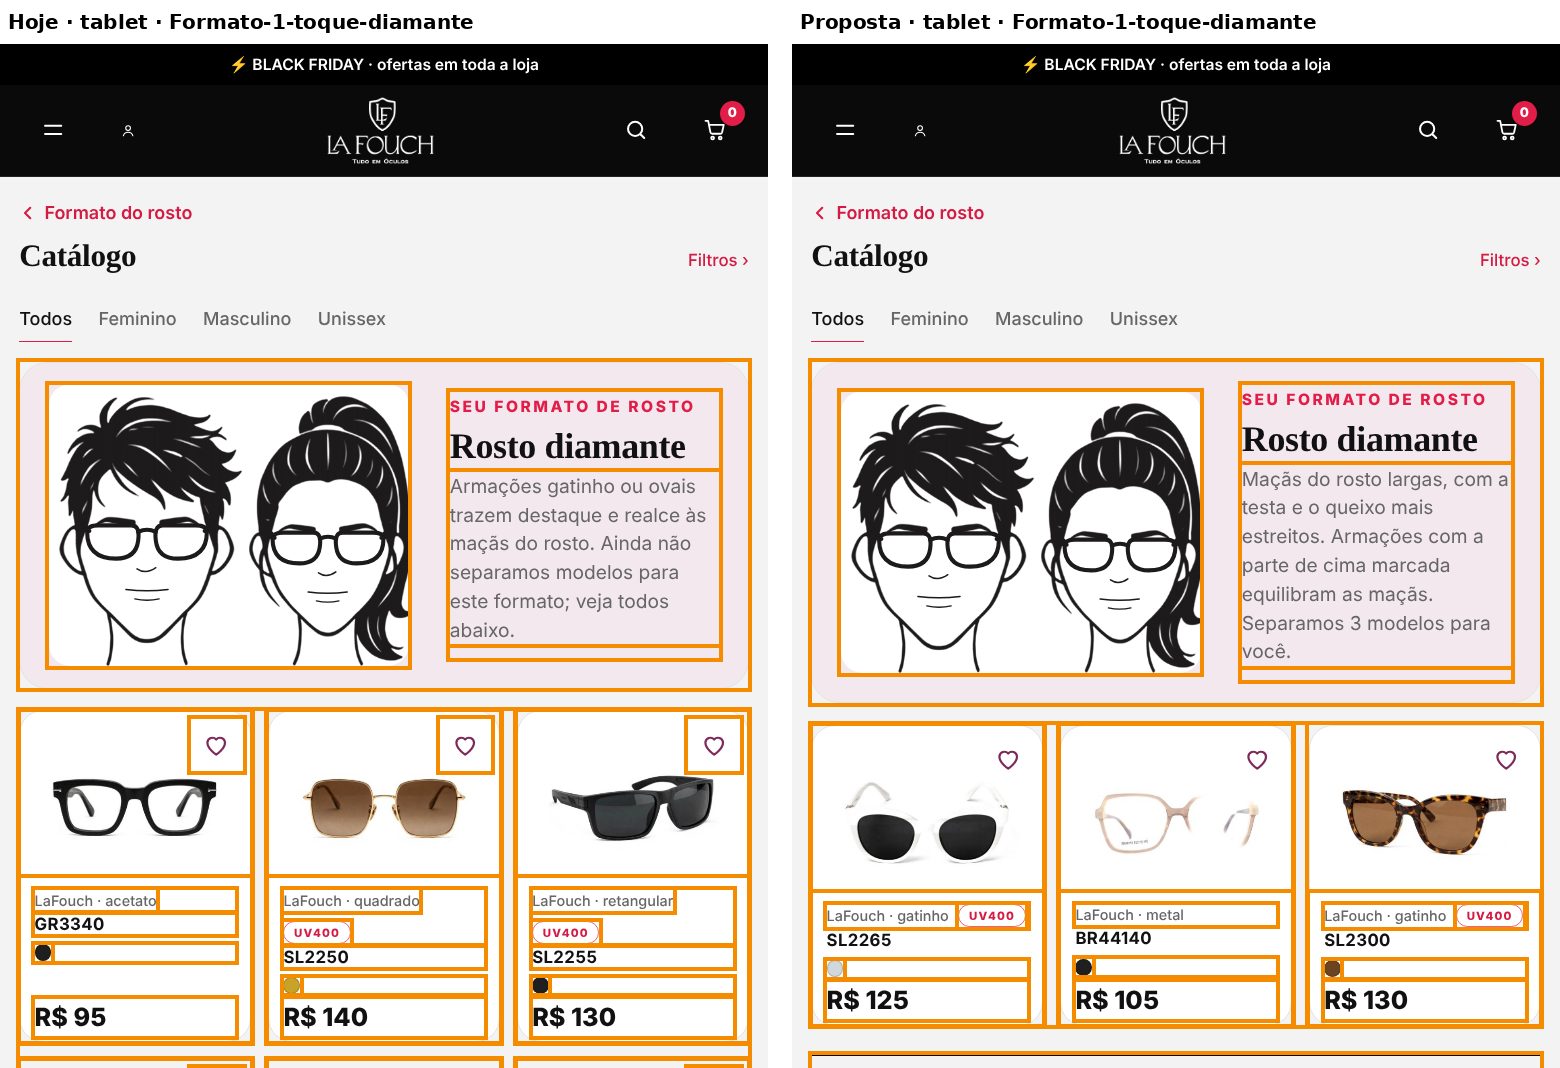 Hoje · tablet · Formato-1-toque-diamante
⚡ BLACK FRIDAY · ofertas em toda a loja
0
LF
LA FOUCH
TUDO EM ÓCULOS
Formato do rosto
Catálogo
Filtros ›
Todos Feminino Masculino Unissex
SEU FORMATO DE ROSTO
Rosto diamante
Armações gatinho ou ovais
trazem destaque e realce às
maçãs do rosto. Ainda não
separamos modelos para
este formato; veja todos
abaixo.
LaFouch · acetato
GR3340
R$ 95
LaFouch · quadrado
UV400
SL2250
R$ 140
LaFouch · retangular
UV400
SL2255
R$ 130
Proposta · tablet · Formato-1-toque-diamante
⚡ BLACK FRIDAY · ofertas em toda a loja
0
LF
LA FOUCH
TUDO EM ÓCULOS
Formato do rosto
Catálogo
Filtros ›
Todos Feminino Masculino Unissex
SEU FORMATO DE ROSTO
Rosto diamante
Maçãs do rosto largas, com a
testa e o queixo mais
estreitos. Armações com a
parte de cima marcada
equilibram as maçãs.
Separamos 3 modelos para
você.
LaFouch · gatinho UV400
SL2265
R$ 125
LaFouch · metal
BR44140
R$ 105
LaFouch · gatinho UV400
SL2300
R$ 130